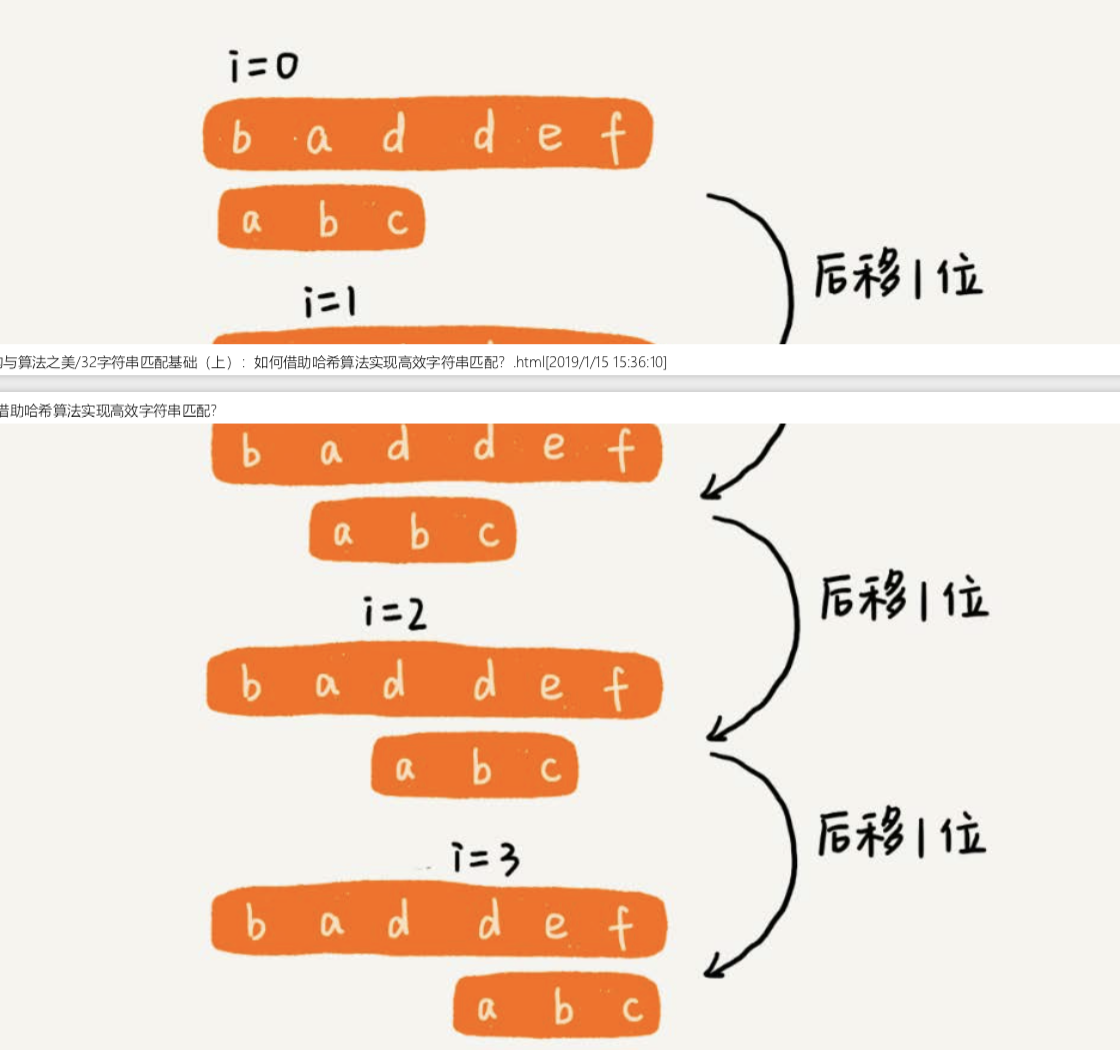 i=0
b a d d e f
a b c
后移1位
i=1
与算法之美/32字符串匹配基础（上）：如何借助哈希算法实现高效字符串匹配？.html[2019/1/15 15:36:10]
借助哈希算法实现高效字符串匹配?
b a d d e f
a b c
后移1位
i=2
b a d d e f
a b c
后移1位
i=3
b a d d e f
a b c